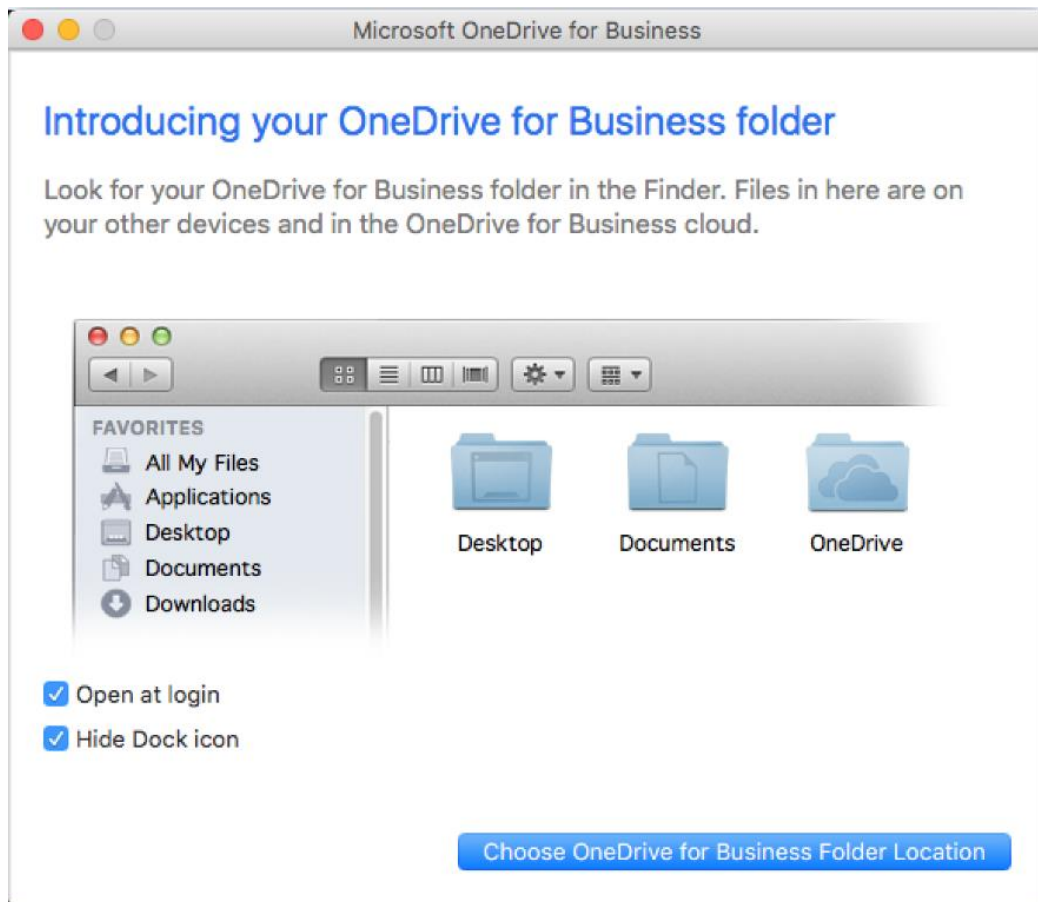 Microsoft OneDrive for Business
Introducing your OneDrive for Business folder
Look for your OneDrive for Business folder in the Finder. Files in here are on
your other devices and in the OneDrive for Business cloud.
FAVORITES
All My Files
Applications
Desktop
Documents
Downloads
Desktop
Documents
OneDrive
Open at login
Hide Dock icon
Choose OneDrive for Business Folder Location